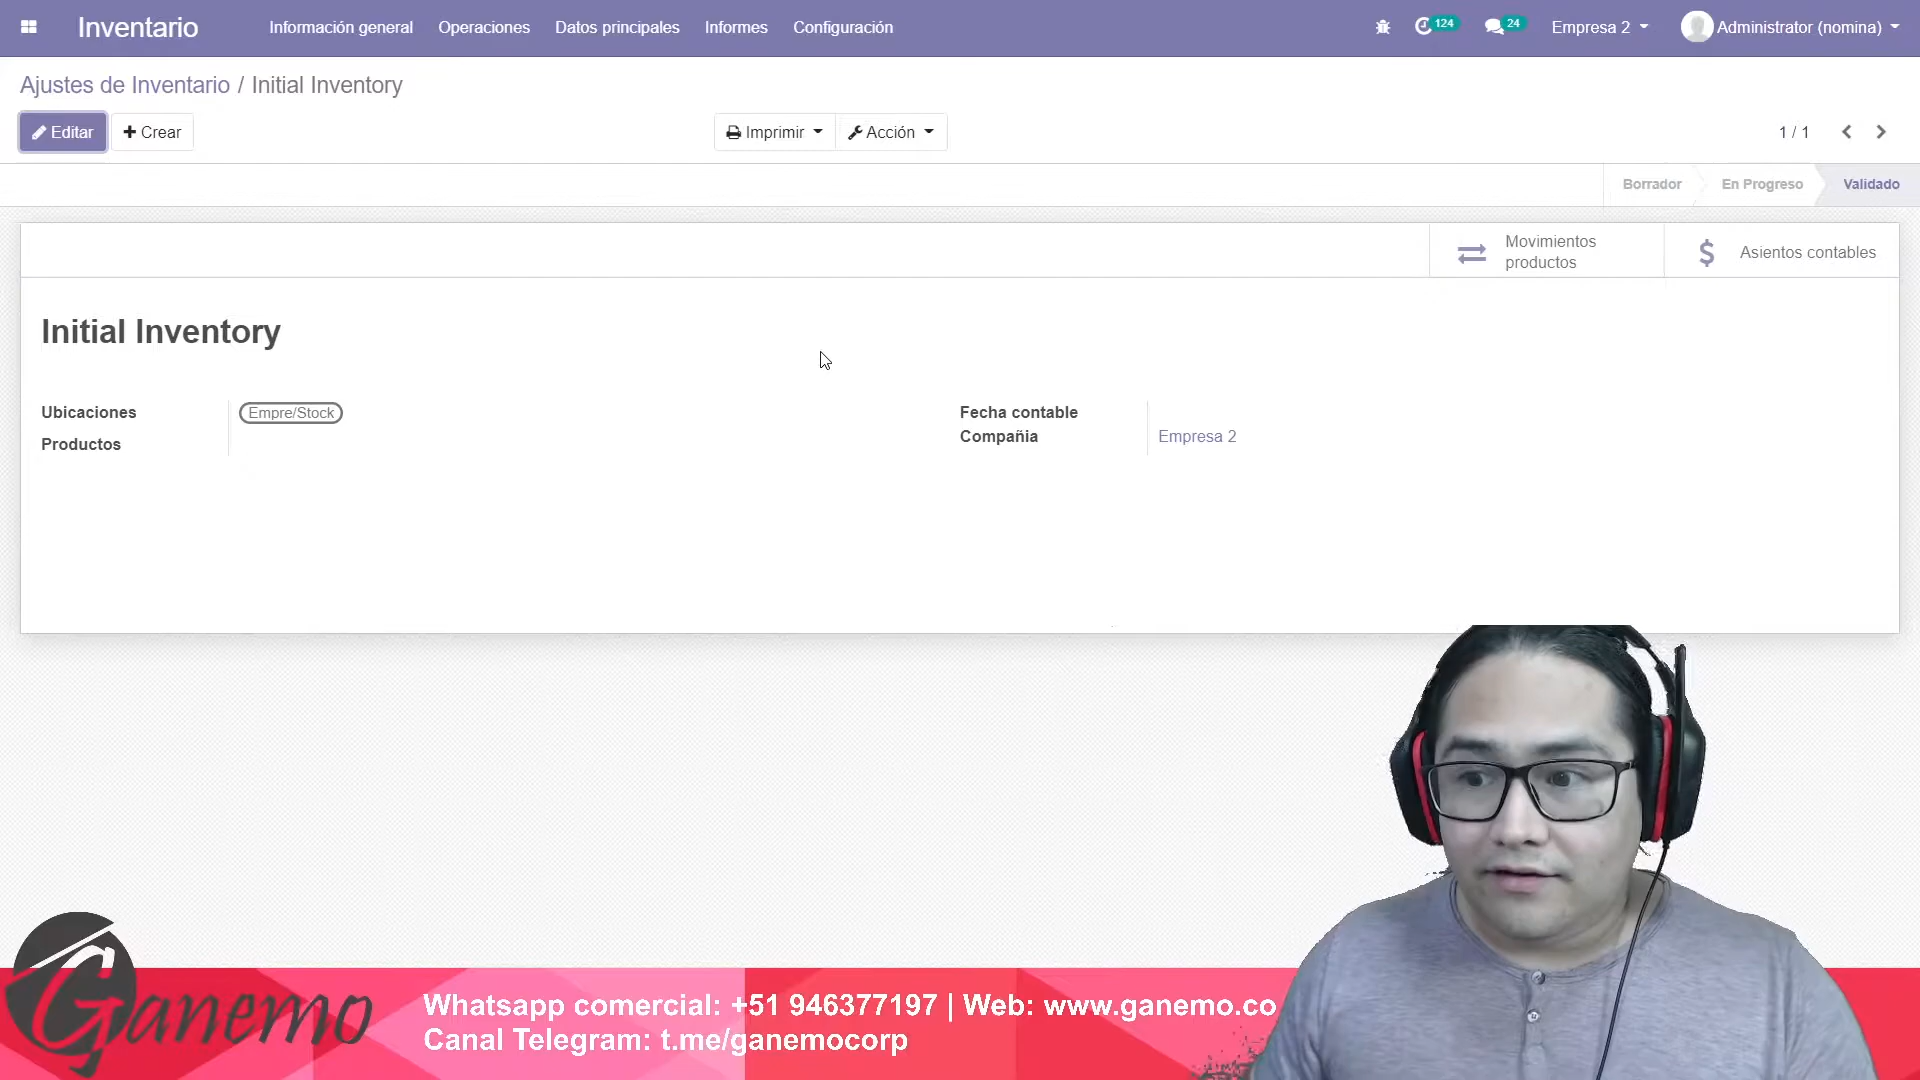 Inventario
Información general
Operaciones
Datos principales
Informes
Configuración
124
24
Empresa 2
Administrator (nomina)
Ajustes de Inventario / Initial Inventory
Editar
Crear
Imprimir
Acción
1 / 1
Borrador
En Progreso
Validado
Movimientos
productos
Asientos contables
Initial Inventory
Ubicaciones
Empre/Stock
Productos
Fecha contable
Compañia
Empresa 2
Ganemo
Whatsapp comercial: +51 946377197 | Web: www.ganemo.co
Canal Telegram: t.me/ganemocorp